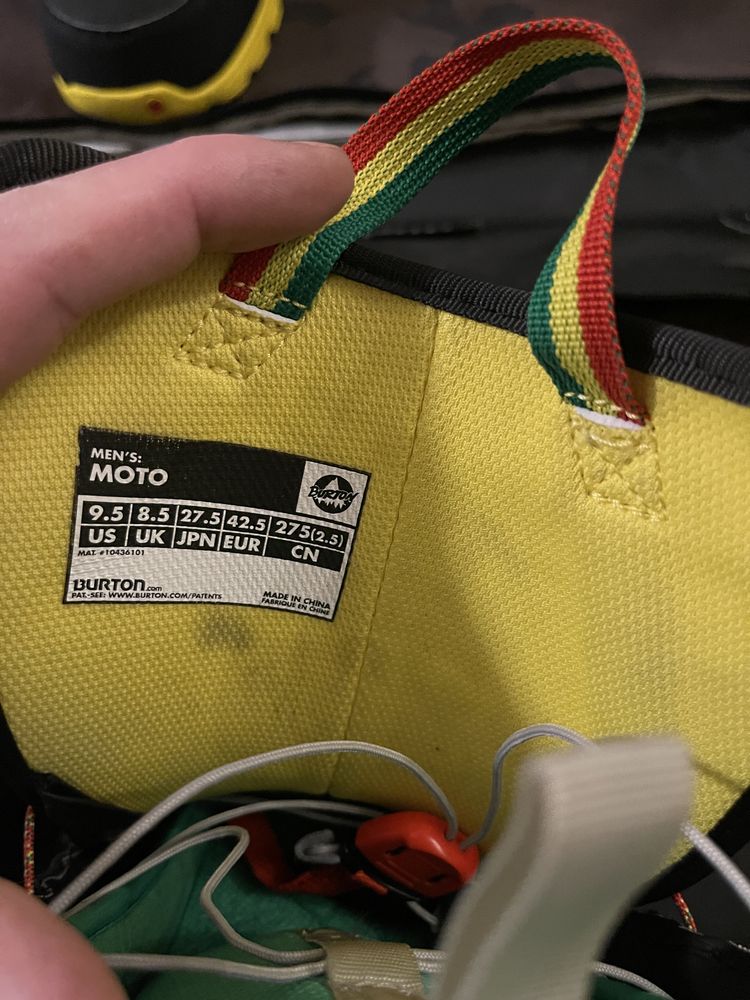 MEN'S:
MOTO
BURTON
9.5 8.5 27.5 42.5 275(2.5)
US UK JPN EUR CN
MAT. #10436101
BURTON.com
PAT.-SEE: WWW.BURTON.COM/PATENTS
MADE IN CHINA
FABRIQUE EN CHINE